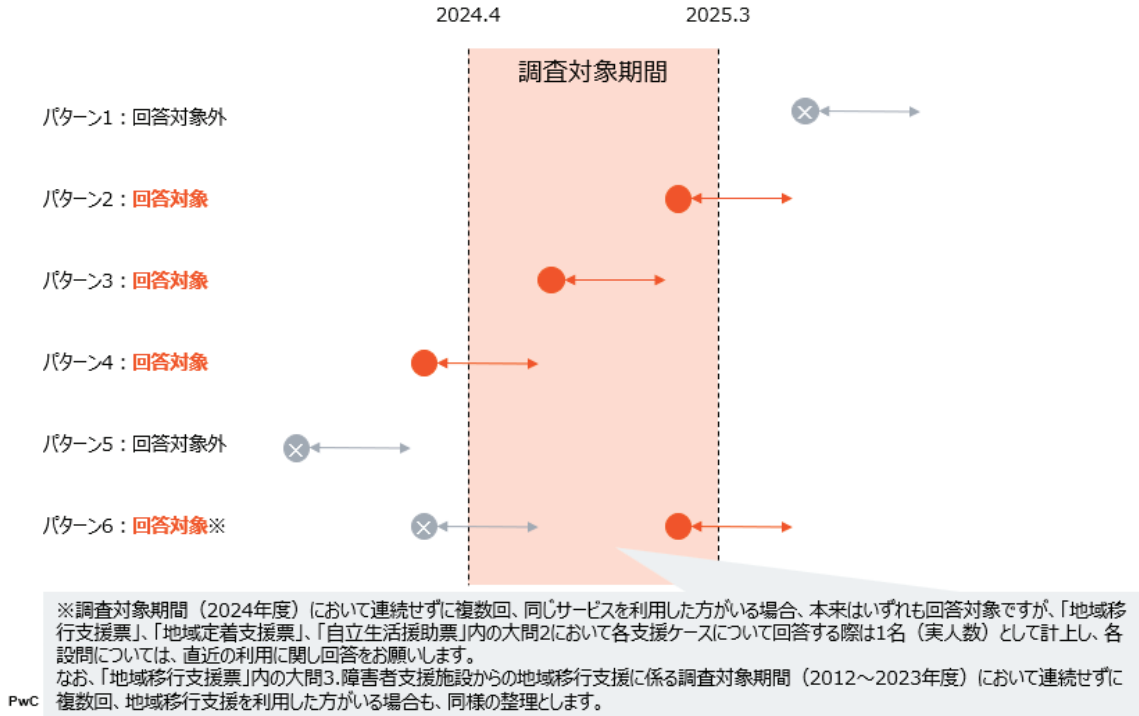 2024.4 2025.3
調査対象期間
パターン1：回答対象外
パターン2：回答対象
パターン3：回答対象
パターン4：回答対象
パターン5：回答対象外
パターン6：回答対象※
※調査対象期間（2024年度）において連続せずに複数回、同じサービスを利用した方がいる場合、本来はいずれも回答対象ですが、「地域移
行支援票」、「地域定着支援票」、「自立生活援助票」内の大問2において各支援ケースについて回答する際は1名（実人数）として計上し、各
設問については、直近の利用に関し回答をお願いします。
なお、「地域移行支援票」内の大問3.障害者支援施設からの地域移行支援に係る調査対象期間（2012～2023年度）において連続せずに
複数回、地域移行支援を利用した方がいる場合も、同様の整理とします。
PwC